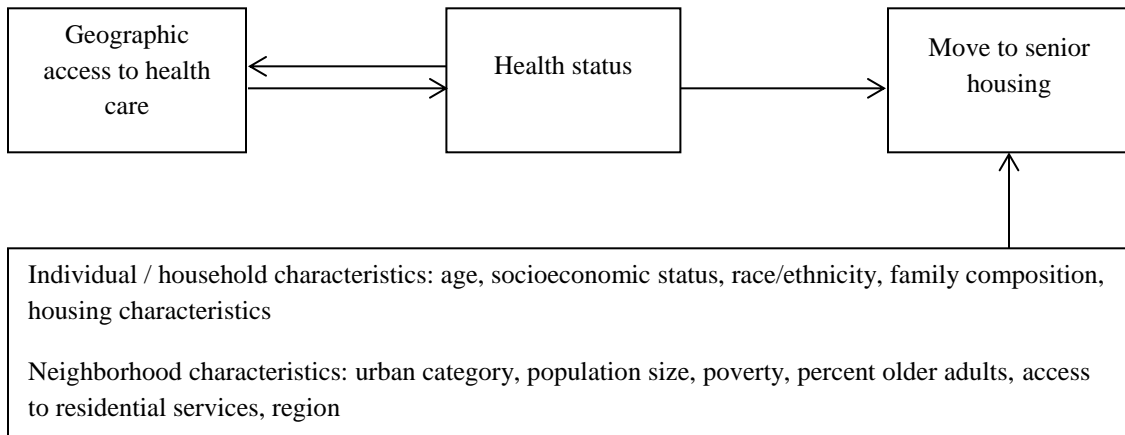 Geographic
access to health
care
Health status
Move to senior
housing
Individual / household characteristics: age, socioeconomic status, race/ethnicity, family composition,
housing characteristics
Neighborhood characteristics: urban category, population size, poverty, percent older adults, access
to residential services, region